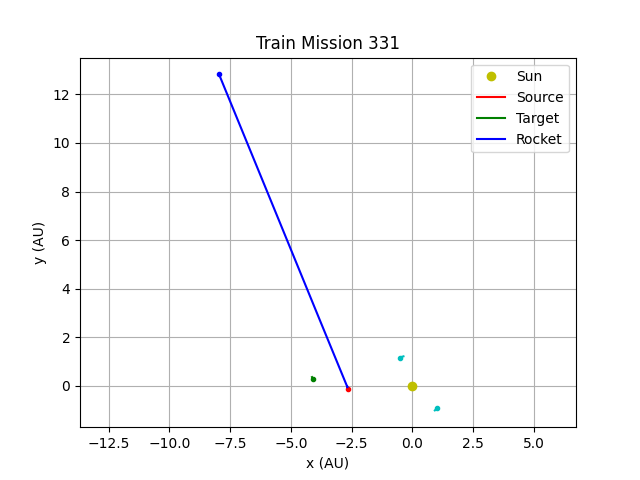 Train Mission 331
Sun
Source
Target
Rocket
12
10
8
6
4
2
0
y (AU)
−12.5 −10.0 −7.5 −5.0 −2.5 0.0 2.5 5.0
x (AU)